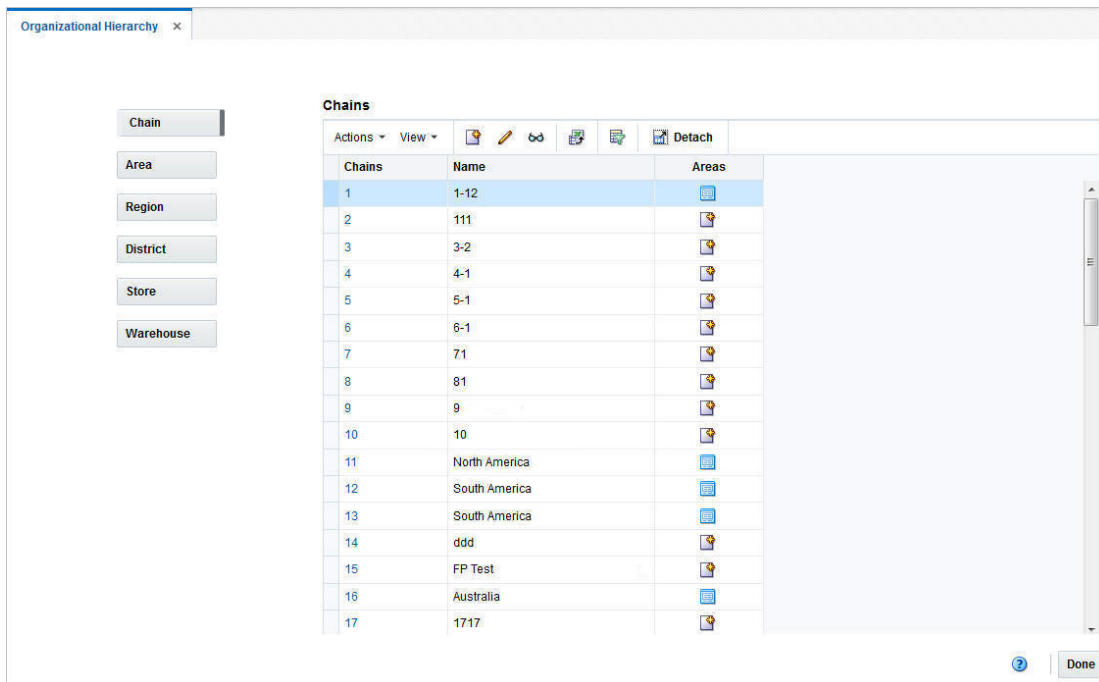 Organizational Hierarchy ×
Chain
Area
Region
District
Store
Warehouse
Chains
Actions View Detach
Chains Name Areas
1 1-12
2 111
3 3-2
4 4-1
5 5-1
6 6-1
7 71
8 81
9 9
10 10
11 North America
12 South America
13 South America
14 ddd
15 FP Test
16 Australia
17 1717
? Done